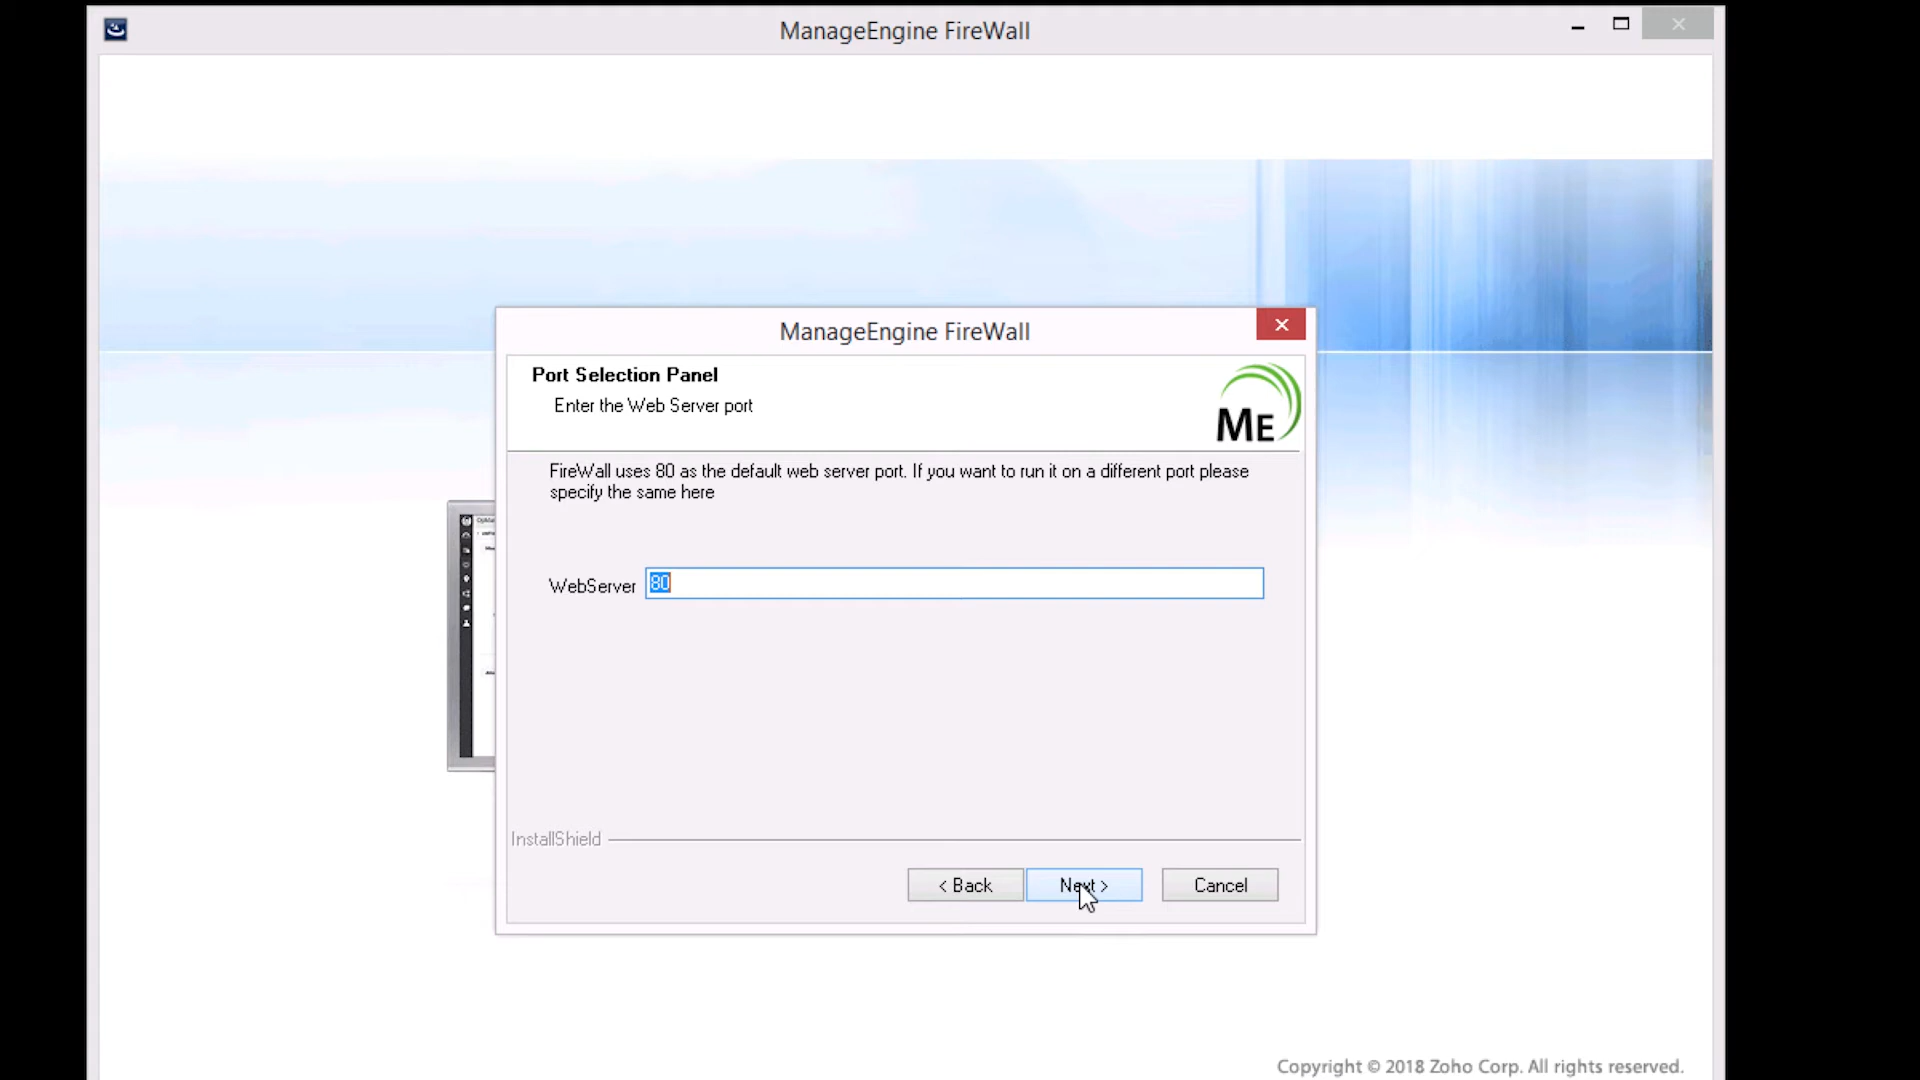 ManageEngine FireWall
ManageEngine FireWall
Port Selection Panel
Enter the Web Server port
ME
FireWall uses 80 as the default web server port. If you want to run it on a different port please
specify the same here
WebServer 80
InstallShield
< Back Next > Cancel
Copyright © 2018 Zoho Corp. All rights reserved.